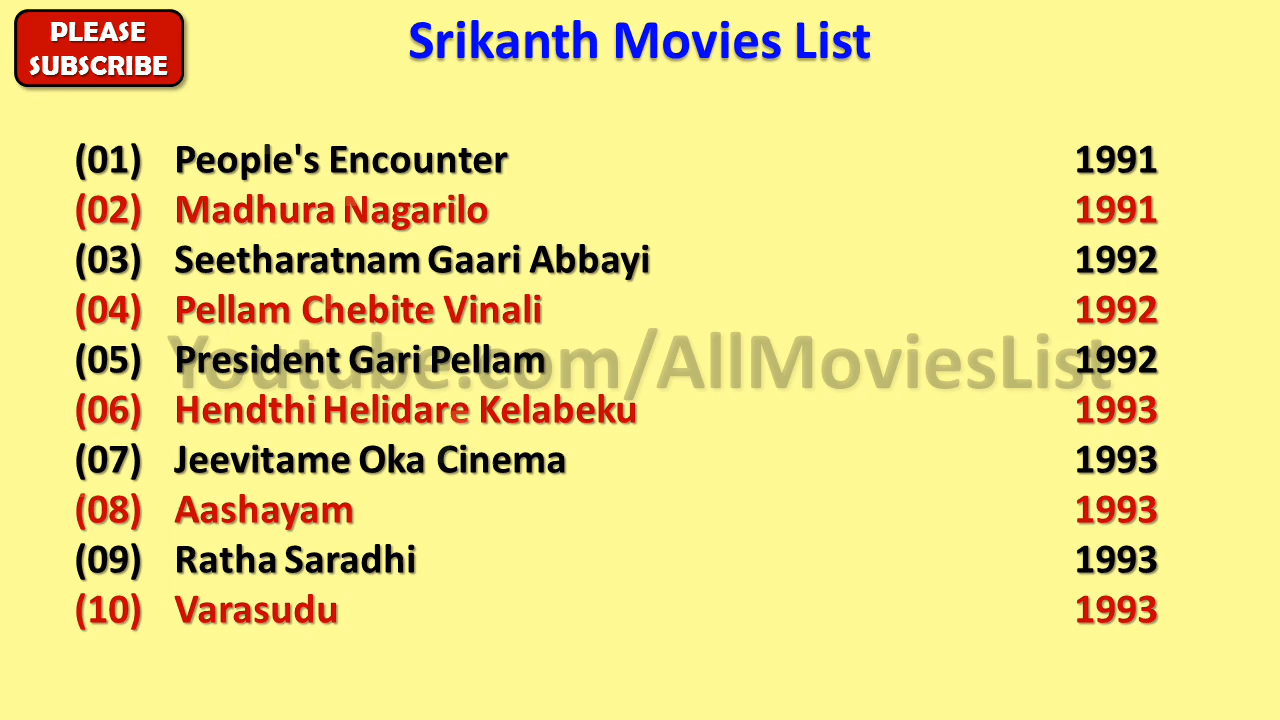 PLEASE
SUBSCRIBE
Srikanth Movies List
(01) People's Encounter 1991
(02) Madhura Nagarilo 1991
(03) Seetharatnam Gaari Abbayi 1992
(04) Pellam Chebite Vinali 1992
(05) President Gari Pellam 1992
Youtube.com/AllMoviesList
(06) Hendthi Helidare Kelabeku 1993
(07) Jeevitame Oka Cinema 1993
(08) Aashayam 1993
(09) Ratha Saradhi 1993
(10) Varasudu 1993